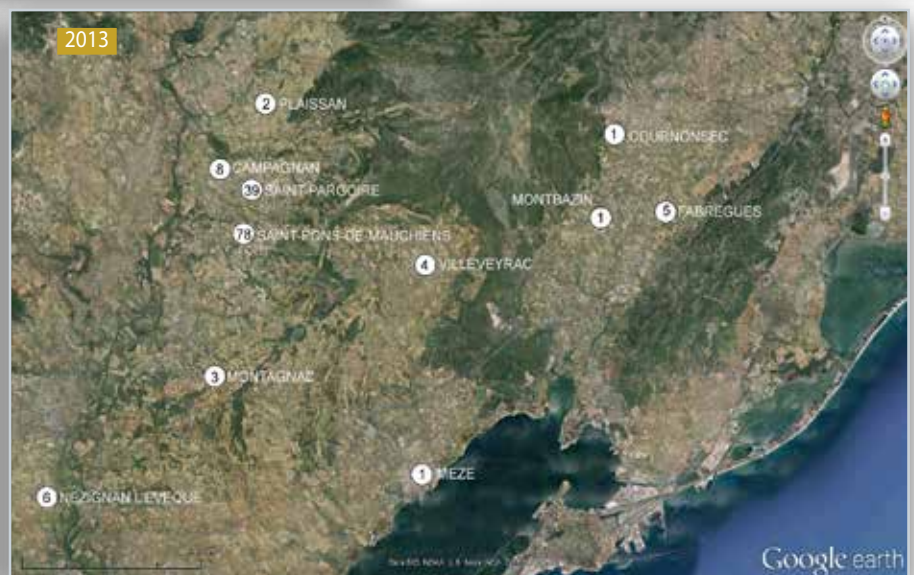 2013
2 PLAISSAN
1 COURNONSEC
8 CAMPAGNAN
39 SAINT-PARGOIRE
MONTBAZIN
1
5 FABREGUES
78 SAINT-PONS-DE-MAUCHIENS
4 VILLEVEYRAC
3 MONTAGNAC
1 MEZE
6 NEZIGNAN L'EVEQUE
Google earth